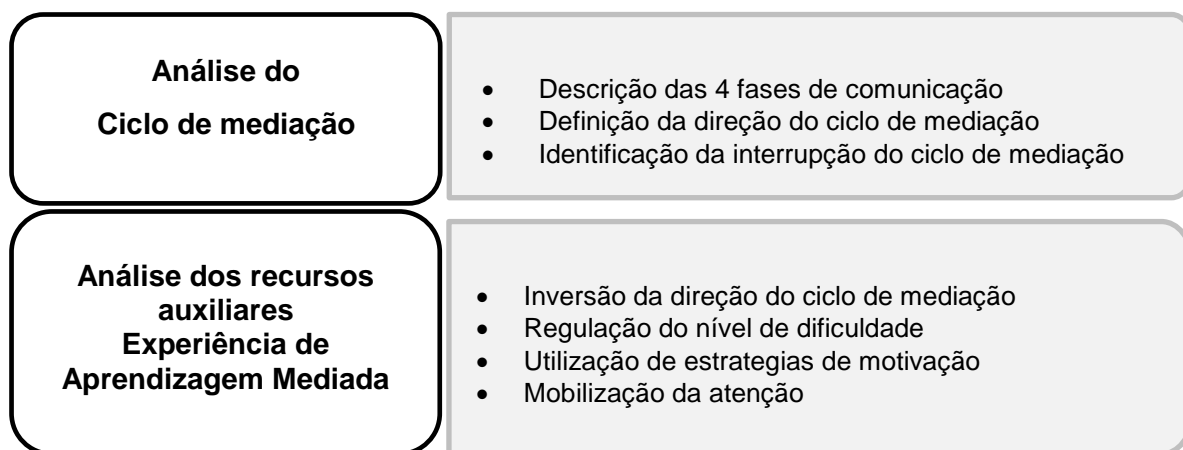 Análise do
Ciclo de mediação
• Descrição das 4 fases de comunicação
• Definição da direção do ciclo de mediação
• Identificação da interrupção do ciclo de mediação
Análise dos recursos
auxiliares
Experiência de
Aprendizagem Mediada
• Inversão da direção do ciclo de mediação
• Regulação do nível de dificuldade
• Utilização de estrategias de motivação
• Mobilização da atenção